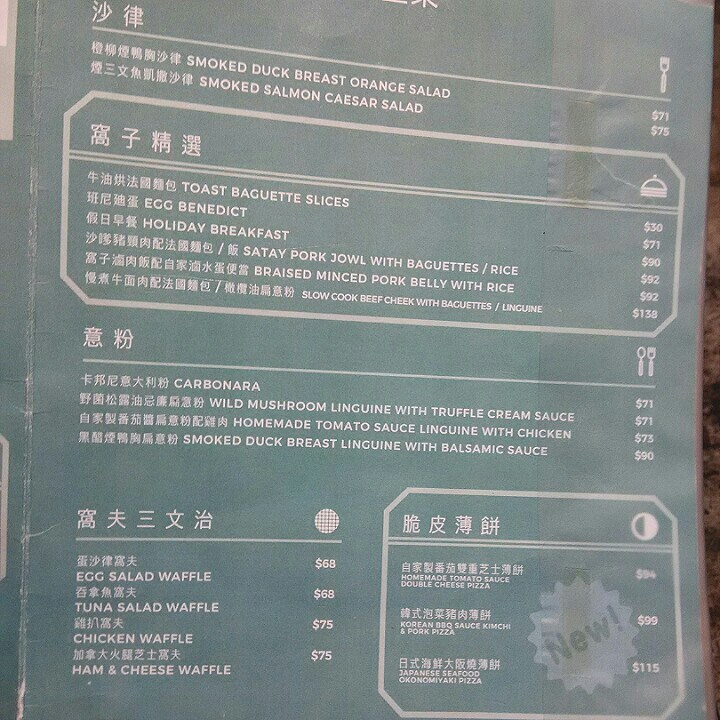 沙律
橙柳煙鴨胸沙律 SMOKED DUCK BREAST ORANGE SALAD $71
煙三文魚凱撒沙律 SMOKED SALMON CAESAR SALAD $75
窩子精選
牛油烘法國麵包 TOAST BAGUETTE SLICES $30
班尼迪蛋 EGG BENEDICT $71
假日早餐 HOLIDAY BREAKFAST $90
沙嗲豬頸肉配法國麵包 / 飯 SATAY PORK JOWL WITH BAGUETTES / RICE $92
窩子滷肉飯配自家滷水蛋便當 BRAISED MINCED PORK BELLY WITH RICE $92
慢煮牛面肉配法國麵包 / 橄欖油扁意粉 SLOW COOK BEEF CHEEK WITH BAGUETTES / LINGUINE $138
意粉
卡邦尼意大利粉 CARBONARA $71
野菌松露油忌廉扁意粉 WILD MUSHROOM LINGUINE WITH TRUFFLE CREAM SAUCE $71
自家製番茄醬扁意粉配雞肉 HOMEMADE TOMATO SAUCE LINGUINE WITH CHICKEN $73
黑醋煙鴨胸扁意粉 SMOKED DUCK BREAST LINGUINE WITH BALSAMIC SAUCE $90
窩夫三文治
蛋沙律窩夫 $68
EGG SALAD WAFFLE
吞拿魚窩夫 $68
TUNA SALAD WAFFLE
雞扒窩夫 $75
CHICKEN WAFFLE
加拿大火腿芝士窩夫 $75
HAM & CHEESE WAFFLE
脆皮薄餅
自家製番茄雙重芝士薄餅 $94
HOMEMADE TOMATO SAUCE
DOUBLE CHEESE PIZZA
韓式泡菜豬肉薄餅 $99
KOREAN BBQ SAUCE KIMCHI
& PORK PIZZA
New!
日式海鮮大阪燒薄餅 $115
JAPANESE SEAFOOD
OKONOMIYAKI PIZZA